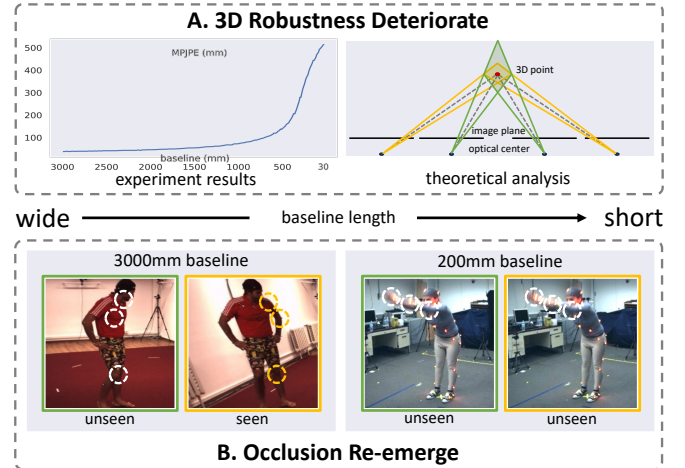 A. 3D Robustness Deteriorate
MPJPE (mm)
500
400
300
200
100
3000
2500
2000
1500
1000
500
30
baseline (mm)
experiment results
3D point
image plane
optical center
theoretical analysis
wide
baseline length
short
3000mm baseline
200mm baseline
unseen
seen
unseen
unseen
B. Occlusion Re-emerge